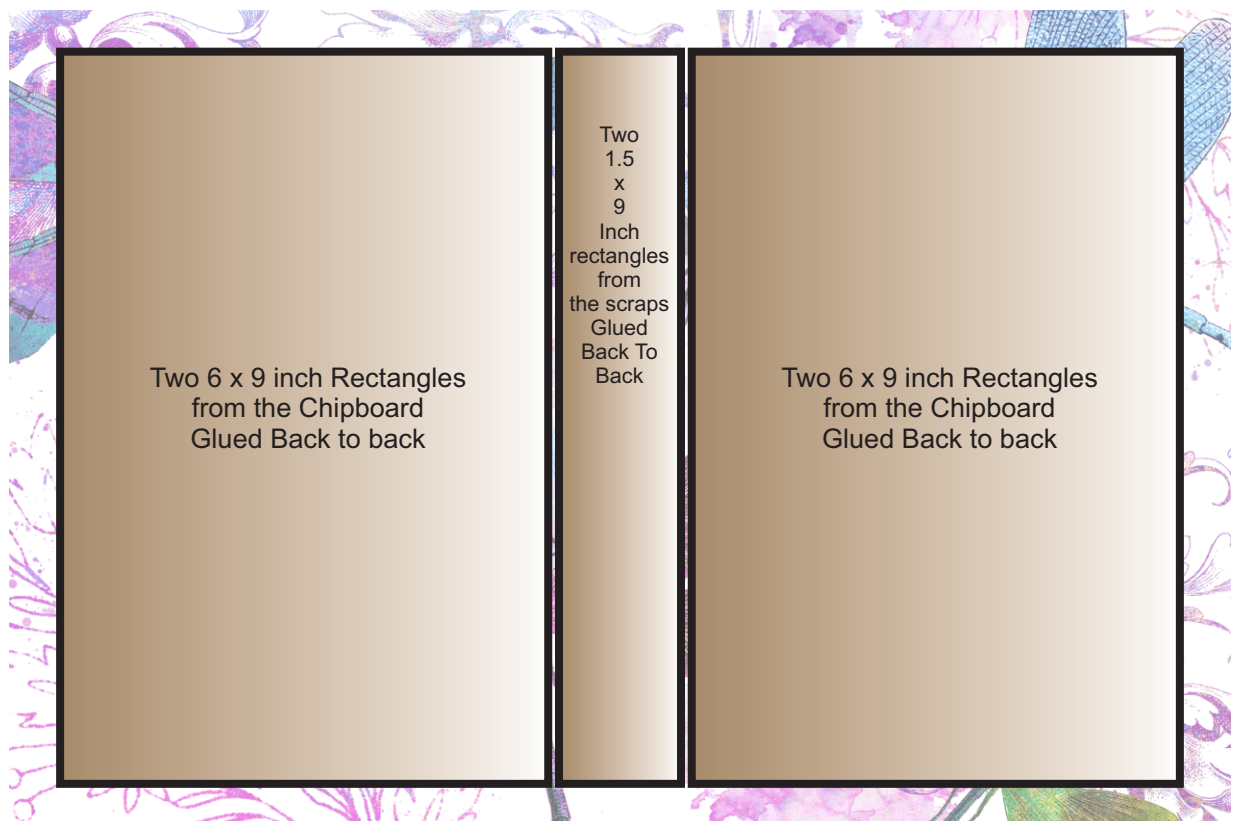 Two 6 x 9 inch Rectangles
from the Chipboard
Glued Back to back
Two
1.5
x
9
Inch
rectangles
from
the scraps
Glued
Back To
Back
Two 6 x 9 inch Rectangles
from the Chipboard
Glued Back to back